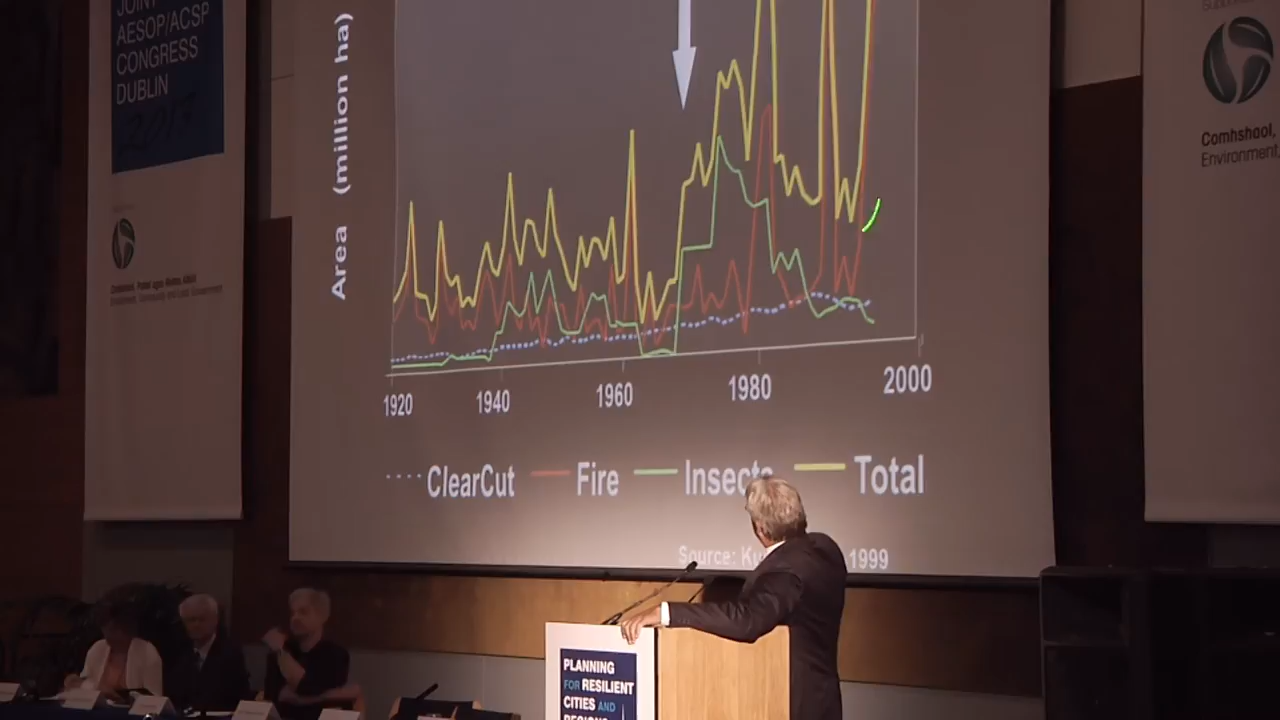 JOINT
AESOP/ACSP
CONGRESS
DUBLIN
2013
Area (million ha)
1920
1940
1960
1980
2000
ClearCut
Fire
Insects
Total
Source:
1999
Comhshaol,
Environment,
PLANNING
FOR RESILIENT
CITIES AND